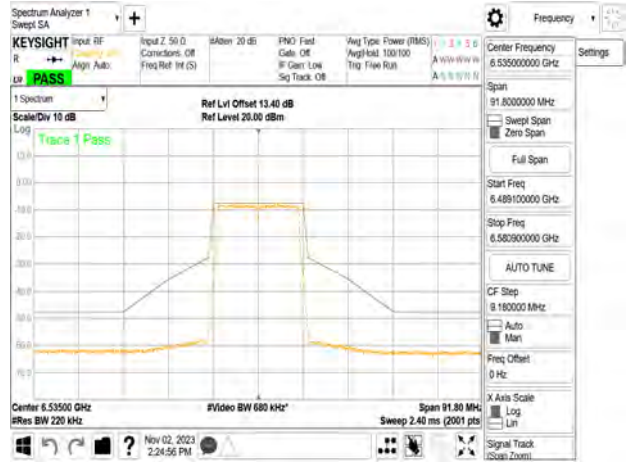 Spectrum Analyzer 1
Swept SA
+
Frequency
KEYSIGHT
R
PASS
Input: RF
Align: Auto
Input Z: 50 Ω
Corrections: Off
Freq Ref: Int (S)
#Atten: 20 dB
PNO: Fast
Gate: Off
IF Gain: Low
Sig Track: Off
Avg Type: Power (RMS)
Avg|Hold: 100/100
Trig: Free Run
Settings
1 Spectrum
Scale/Div 10 dB
Ref Lvl Offset 13.40 dB
Ref Level 20.00 dBm
Log
Trace 1 Pass
Center 6.53500 GHz
#Res BW 220 kHz
#Video BW 680 kHz*
Span 91.80 MHz
Sweep 2.40 ms (2001 pts
Center Frequency
6.535000000 GHz
Span
91.8000000 MHz
Swept Span
Zero Span
Full Span
Start Freq
6.489100000 GHz
Stop Freq
6.580900000 GHz
AUTO TUNE
CF Step
9.180000 MHz
Auto
Man
Freq Offset
0 Hz
X Axis Scale
Log
Lin
Signal Track
(Span Zoom)
?
Nov 02, 2023
2:24:56 PM